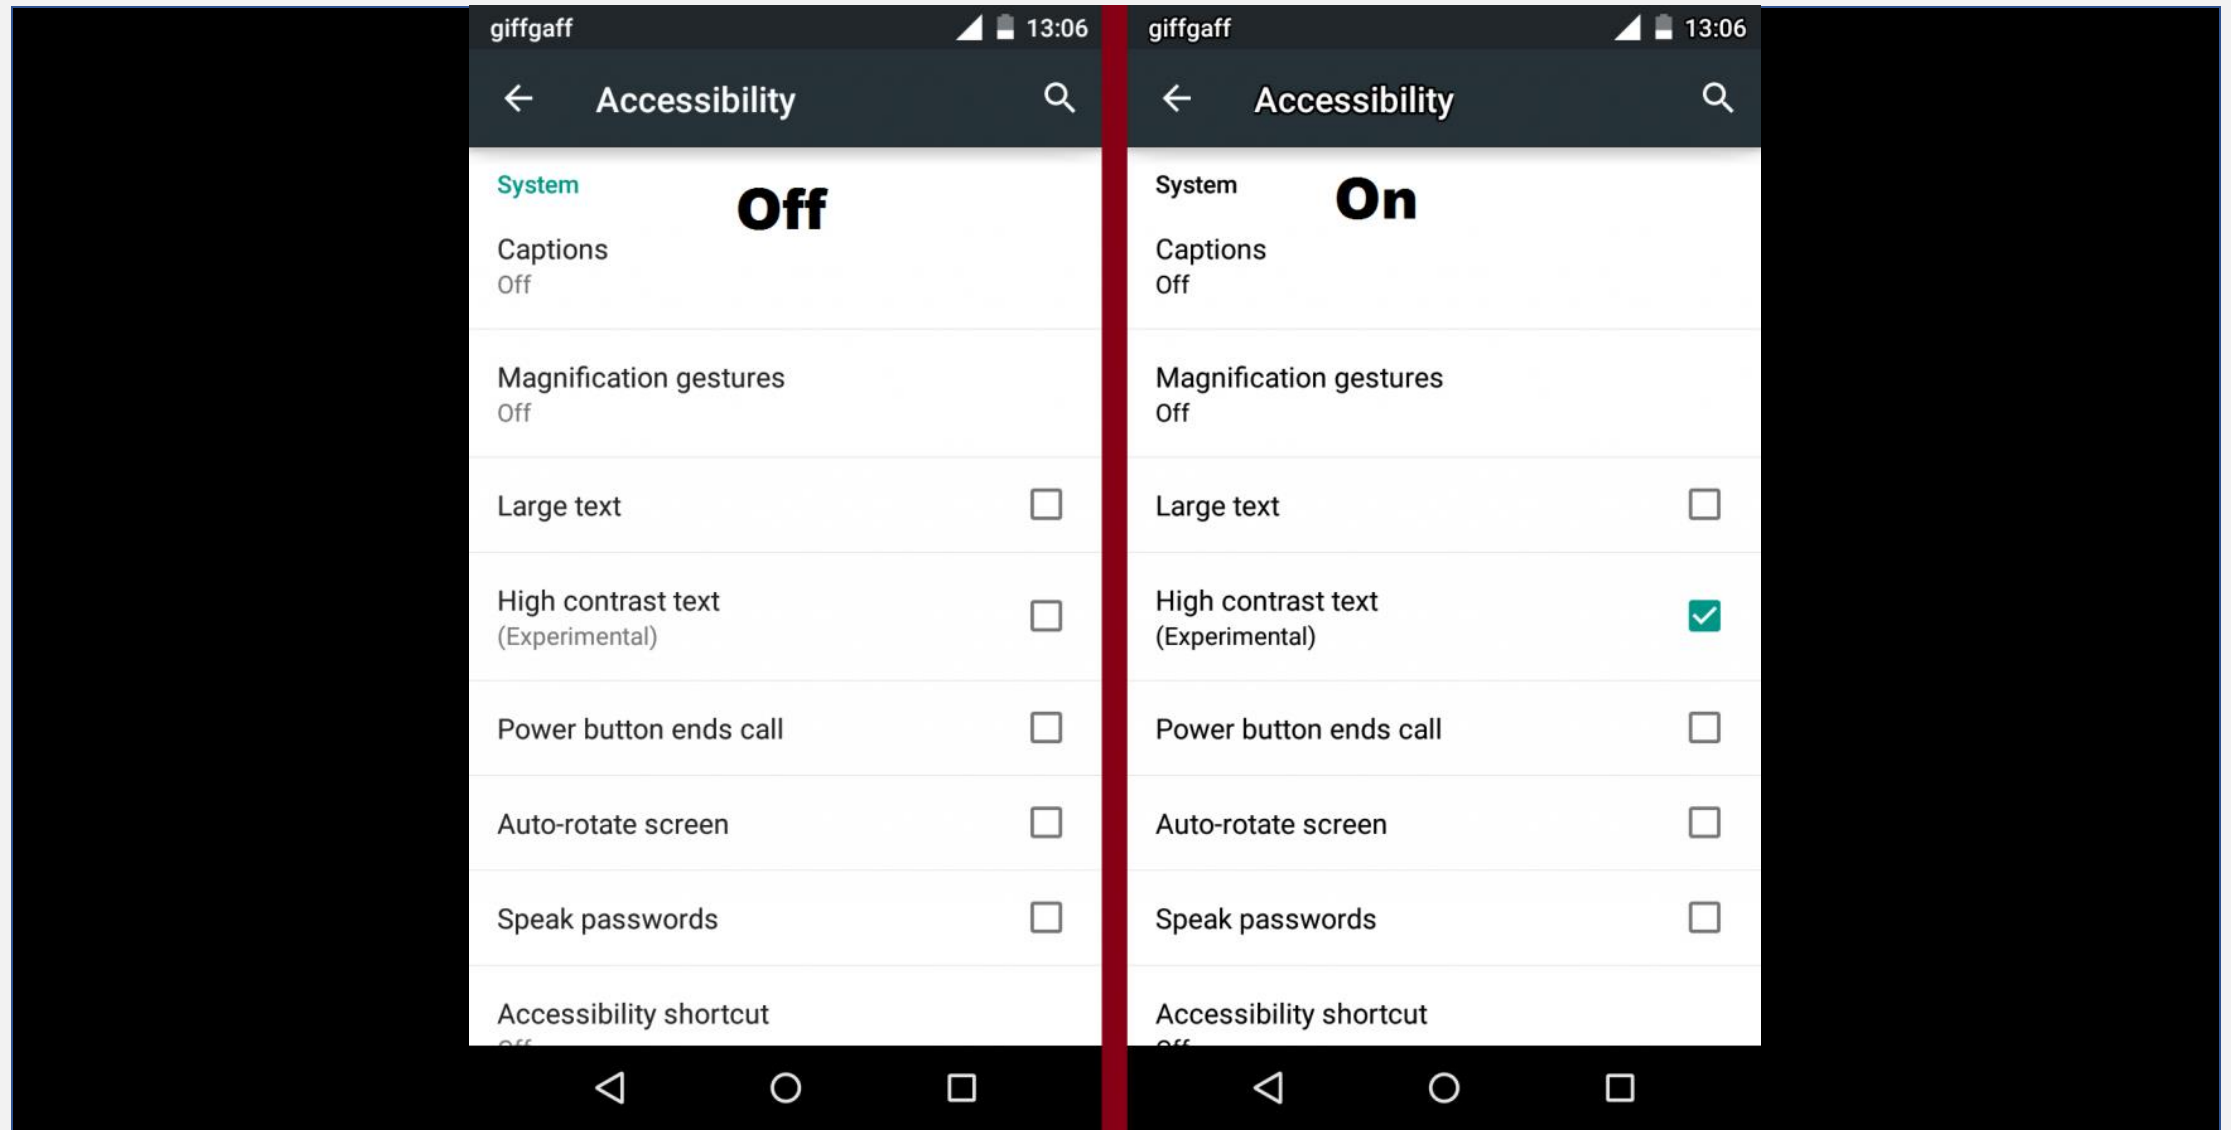 giffgaff 13:06
Accessibility
System
Off
Captions
Off
Magnification gestures
Off
Large text
High contrast text
(Experimental)
Power button ends call
Auto-rotate screen
Speak passwords
Accessibility shortcut
Off
giffgaff 13:06
Accessibility
System
On
Captions
Off
Magnification gestures
Off
Large text
High contrast text
(Experimental)
Power button ends call
Auto-rotate screen
Speak passwords
Accessibility shortcut
Off